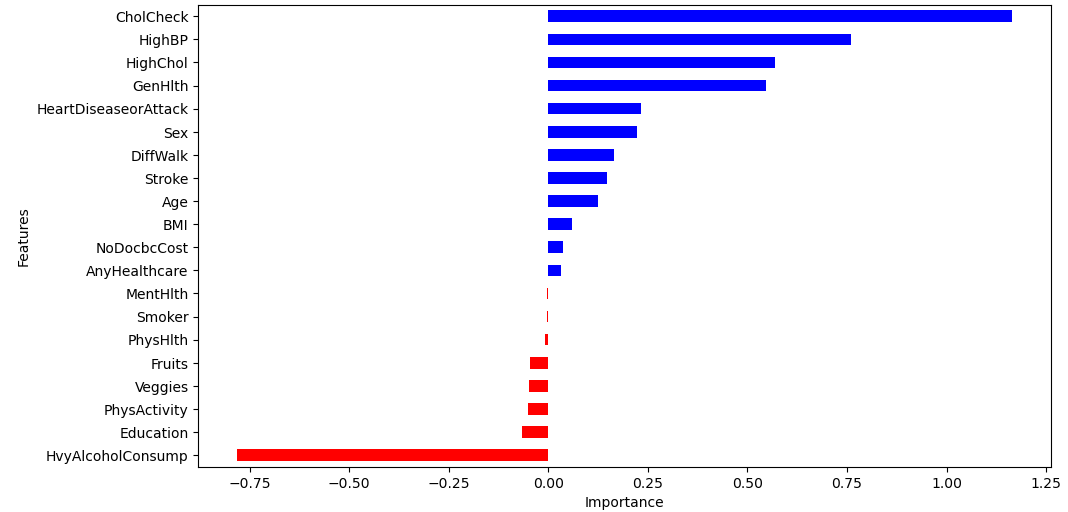 CholCheck
HighBP
HighChol
GenHlth
HeartDiseaseorAttack
Sex
DiffWalk
Stroke
Age
BMI
NoDocbcCost
AnyHealthcare
MentHlth
Smoker
PhysHlth
Fruits
Veggies
PhysActivity
Education
HvyAlcoholConsump
Features
−0.75 −0.50 −0.25 0.00 0.25 0.50 0.75 1.00 1.25
Importance